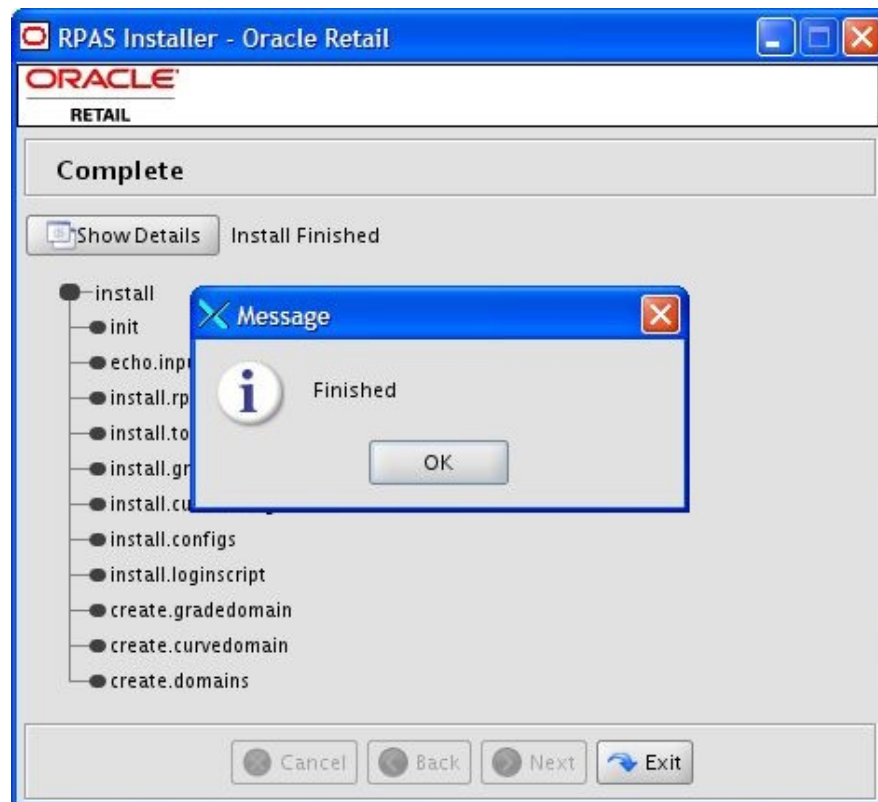 RPAS Installer - Oracle Retail
ORACLE
RETAIL
Complete
Show Details
Install Finished
install
init
install.configs
install.loginscript
create.gradedomain
create.curvedomain
create.domains
Message
Finished
OK
Cancel
Back
Next
Exit